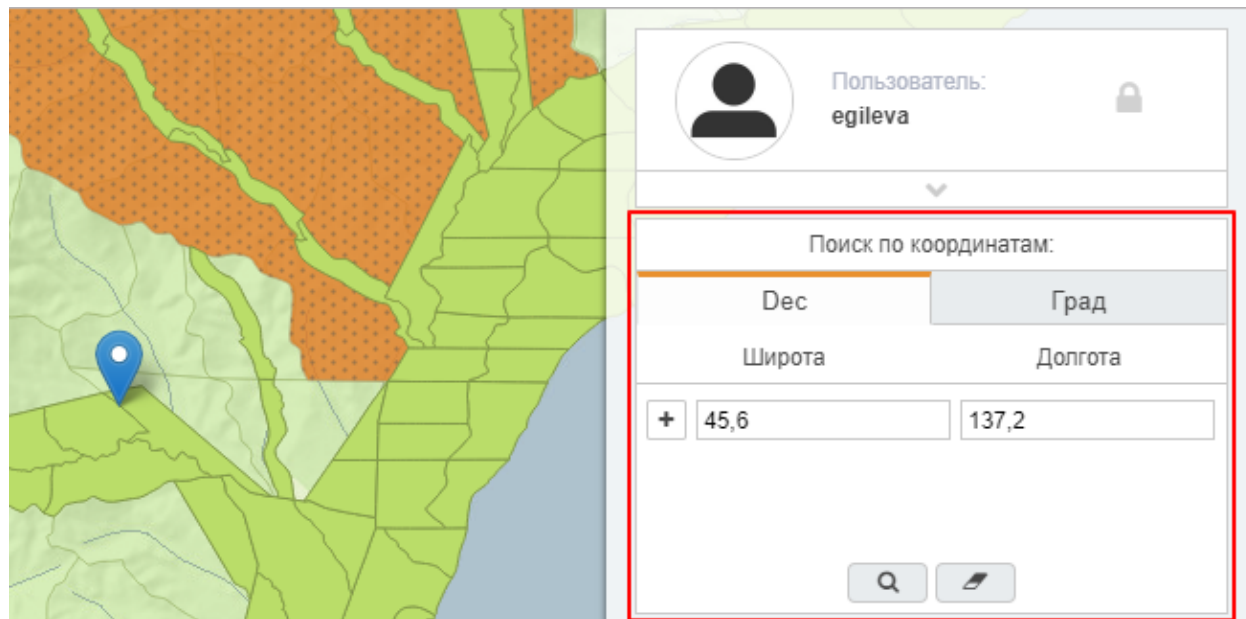 Пользователь:
egileva
Поиск по координатам:
Dec Град
Широта Долгота
+ 45,6 137,2